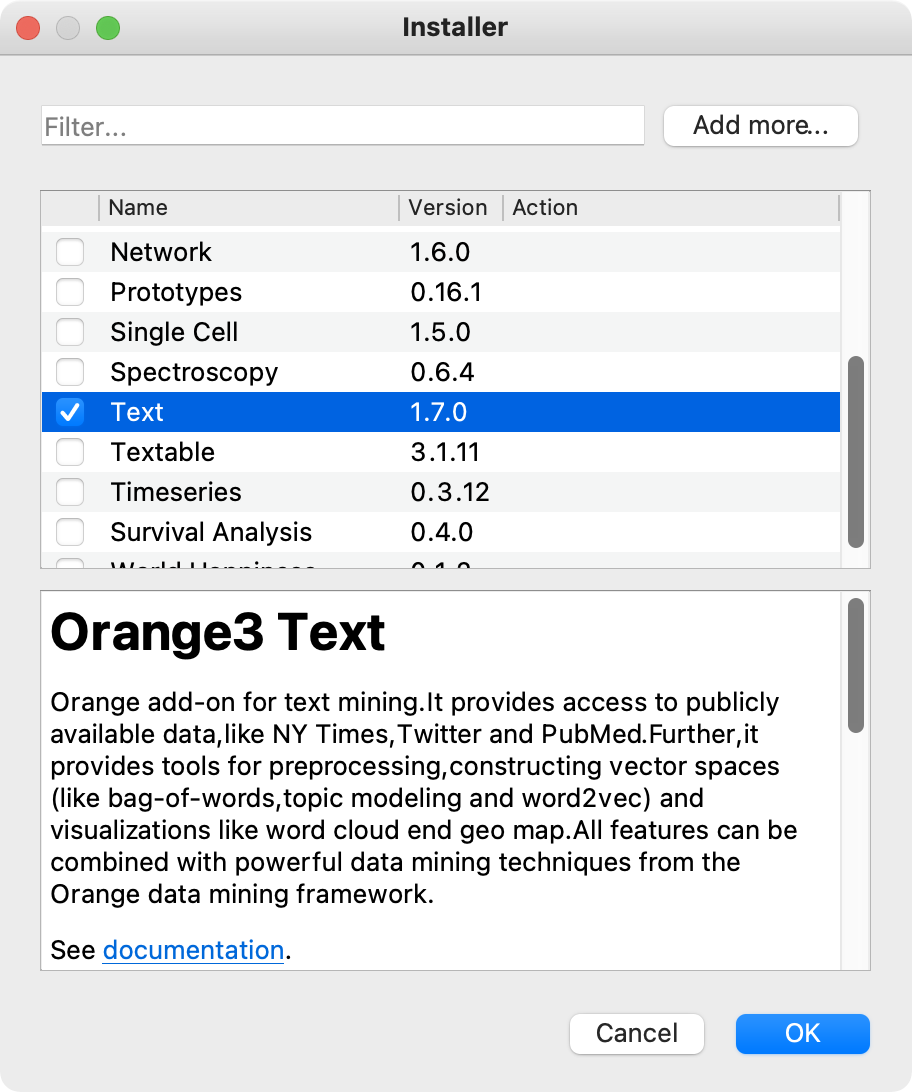 Installer
Filter...
Add more...
Name Version Action
Network 1.6.0
Prototypes 0.16.1
Single Cell 1.5.0
Spectroscopy 0.6.4
Text 1.7.0
Textable 3.1.11
Timeseries 0.3.12
Survival Analysis 0.4.0
World Happiness
Orange3 Text
Orange add-on for text mining.It provides access to publicly
available data,like NY Times,Twitter and PubMed.Further,it
provides tools for preprocessing,constructing vector spaces
(like bag-of-words,topic modeling and word2vec) and
visualizations like word cloud end geo map.All features can be
combined with powerful data mining techniques from the
Orange data mining framework.
See documentation.
Cancel OK